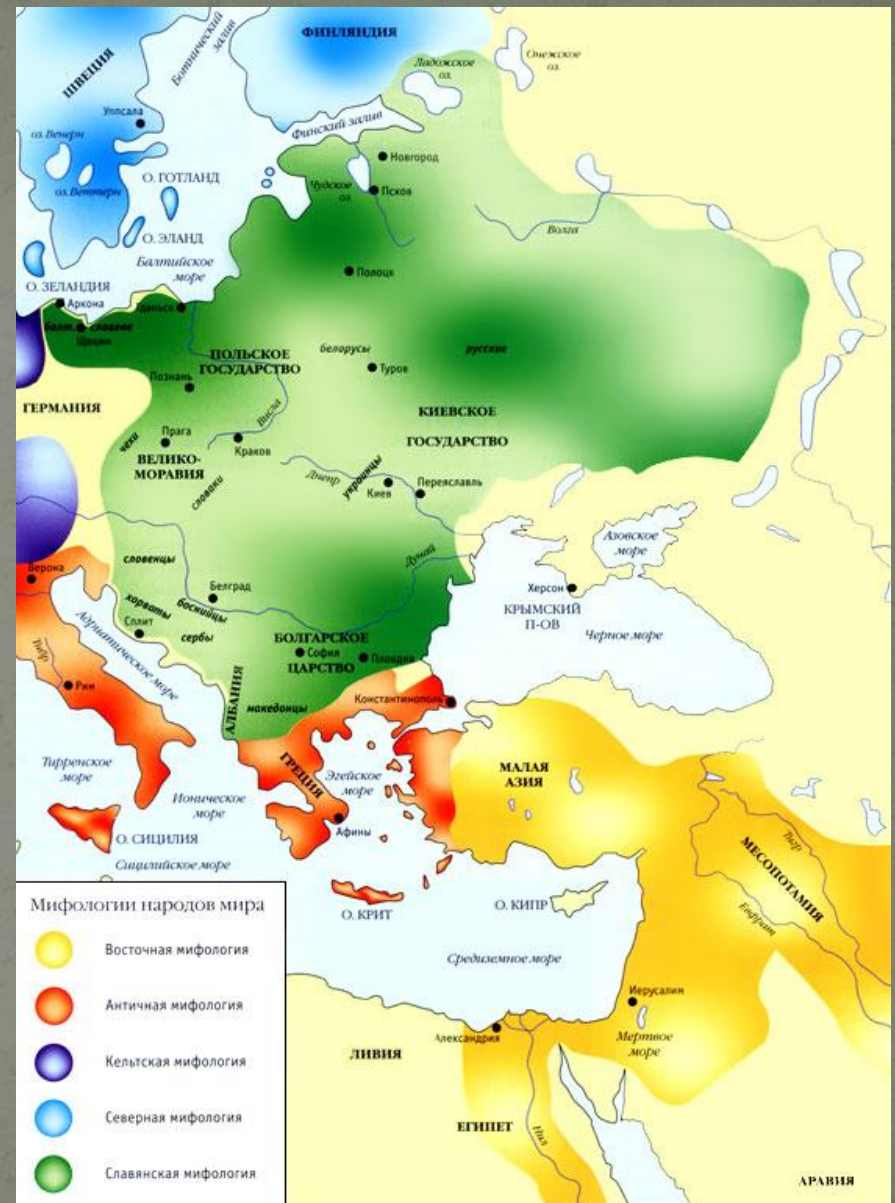 ШВЕЦИЯ
Ботнический
залив
ФИНЛЯНДИЯ
Ладожское
оз.
Онежское
оз.
Уппсала
оз. Венерн
оз. Веттерн
Финский залив
Новгород
О. ГОТЛАНД
Чудское
оз.
Псков
О. ЭЛАНД
Волга
Балтийское
море
О. ЗЕЛАНДИЯ
Полоцк
Аркона
Гданьск
балт. славяне
Щецин
ПОЛЬСКОЕ
ГОСУДАРСТВО
белорусы
русские
Туров
Познань
ГЕРМАНИЯ
Висла
КИЕВСКОЕ
ГОСУДАРСТВО
чехи
Прага
Краков
ВЕЛИКО-
МОРАВИЯ
словаки
Днепр
украинцы
Киев
Переяславль
Азовское
море
словенцы
Дунай
Верона
Белград
Херсон
хорваты
боснийцы
КРЫМСКИЙ
П-ОВ
Сплит
сербы
Черное море
Адриатическое море
БОЛГАРСКОЕ
ЦАРСТВО
София
Пловдив
Рим
АЛБАНИЯ
македонцы
Константинополь
Тирренское
море
ГРЕЦИЯ
Эгейское
море
МАЛАЯ
АЗИЯ
Ионическое
море
Афины
Тигр
МЕСОПОТАМИЯ
Евфрат
О. СИЦИЛИЯ
Сицилийское море
О. КРИТ
О. КИПР
Средиземное море
Иерусалим
Александрия
Мертвое
море
ЛИВИЯ
ЕГИПЕТ
Нил
АРАВИЯ
Мифологии народов мира
Восточная мифология
Античная мифология
Кельтская мифология
Северная мифология
Славянская мифология